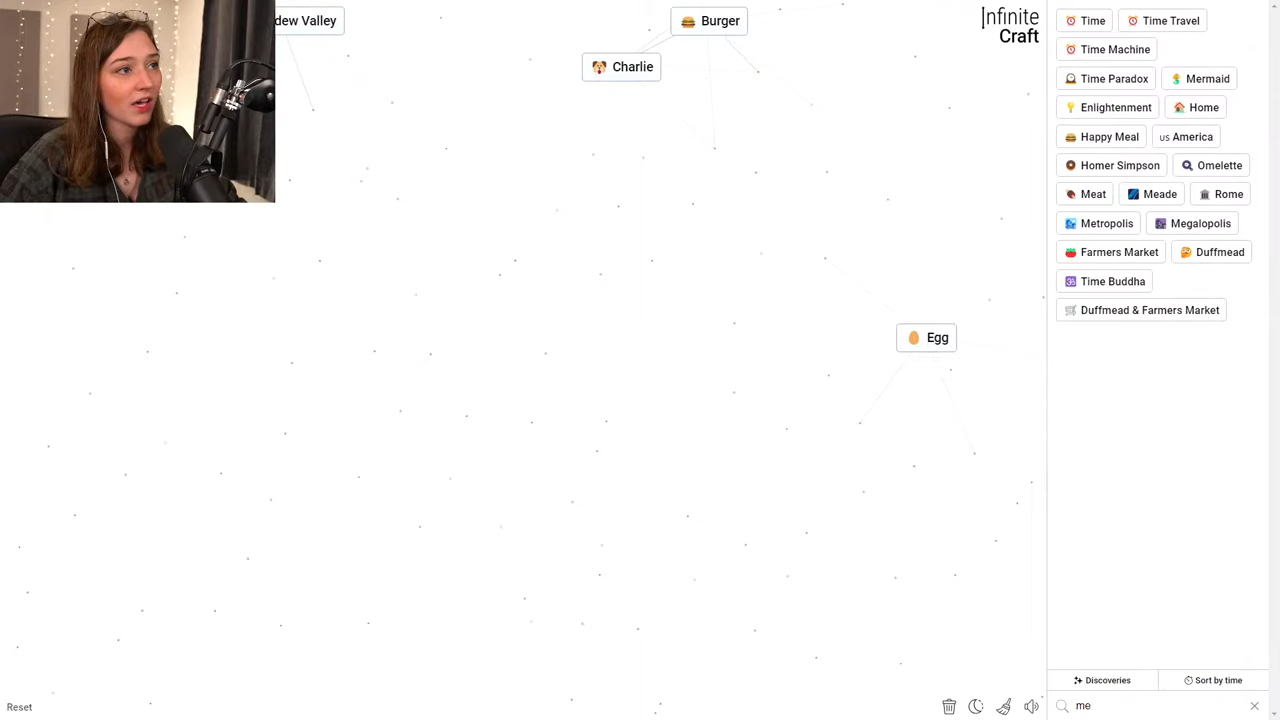 dew Valley
🍔 Burger
Infinite Craft
⏰ Time
⏰ Time Travel
🐶 Charlie
⏰ Time Machine
🕰️ Time Paradox
🧜‍♀️ Mermaid
💡 Enlightenment
🏠 Home
🍔 Happy Meal
US America
🍩 Homer Simpson
🍳 Omelette
🍖 Meat
🌌 Meade
🏛️ Rome
🏙️ Metropolis
🌆 Megalopolis
🍅 Farmers Market
🤔 Duffmead
🕉️ Time Buddha
🛒 Duffmead & Farmers Market
🥚 Egg
Discoveries
Sort by time
Reset
me